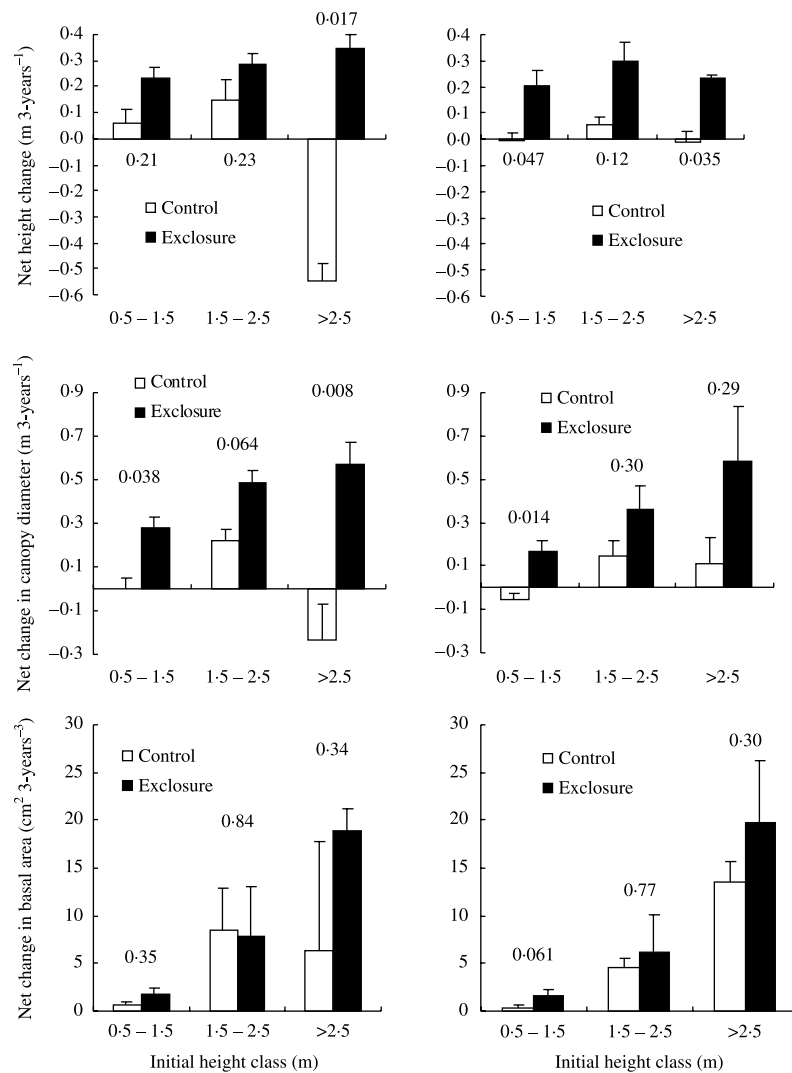 Net height change (m 3-years⁻¹)
0·4
0·3
0·2
0·1
0·0
–0·1
–0·2
–0·3
–0·4
–0·5
–0·6
0·017
0·21
0·23
Control
Exclosure
0·5 – 1·5
1·5 – 2·5
>2·5
0·4
0·3
0·2
0·1
0·0
–0·1
–0·2
–0·3
–0·4
–0·5
–0·6
0·047
0·12
0·035
Control
Exclosure
0·5 – 1·5
1·5 – 2·5
>2·5
Net change in canopy diameter (m 3-years⁻¹)
0·9
0·7
0·5
0·3
0·1
–0·1
–0·3
Control
Exclosure
0·038
0·064
0·008
0·5 – 1·5
1·5 – 2·5
>2·5
0·9
0·7
0·5
0·3
0·1
–0·1
–0·3
Control
Exclosure
0·014
0·30
0·29
0·5 – 1·5
1·5 – 2·5
>2·5
Net change in basal area (cm² 3-years⁻³)
30
25
20
15
10
5
0
Control
Exclosure
0·35
0·84
0·34
0·5 – 1·5
1·5 – 2·5
>2·5
Initial height class (m)
30
25
20
15
10
5
0
Control
Exclosure
0·061
0·77
0·30
0·5 – 1·5
1·5 – 2·5
>2·5
Initial height class (m)